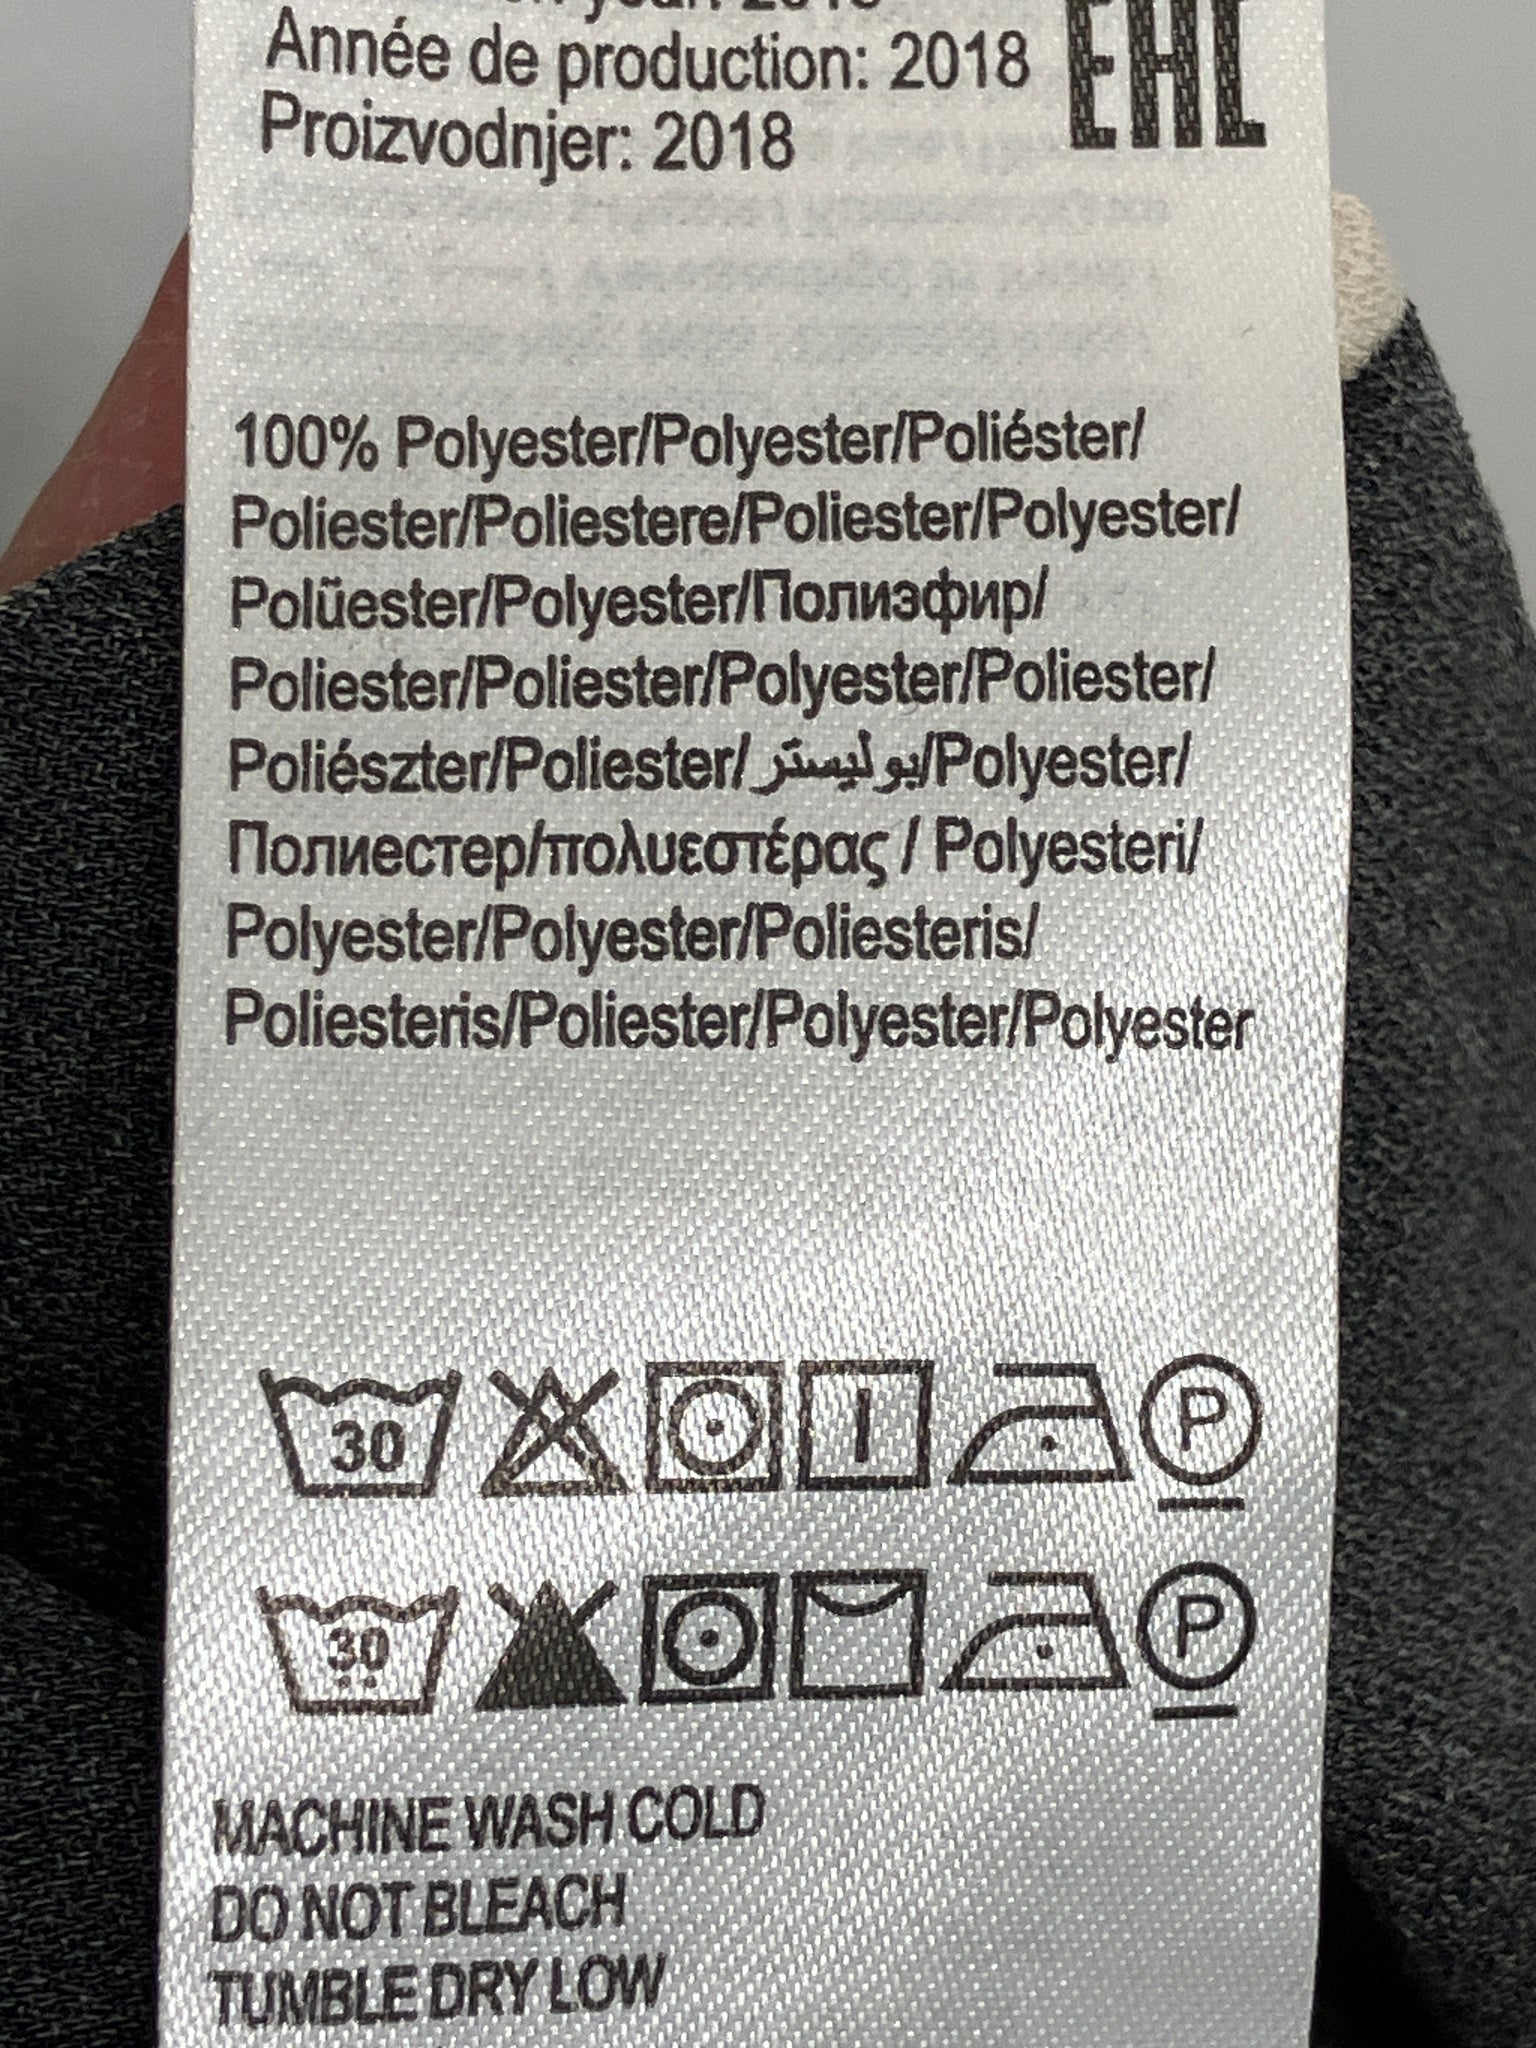 Année de production: 2018
EAC
Proizvodnjer: 2018
100% Polyester/Polyester/Poliéster/
Poliester/Poliestere/Poliester/Polyester/
Polüester/Polyester/Полиэфир/
Poliester/Poliester/Polyester/Poliester/
Poliészter/Poliester/بوليستر/Polyester/
Полиестер/πολυεστέρας / Polyesteri/
Polyester/Polyester/Poliesteris/
Poliesteris/Poliester/Polyester/Polyester
30 P
30 P
MACHINE WASH COLD
DO NOT BLEACH
TUMBLE DRY LOW